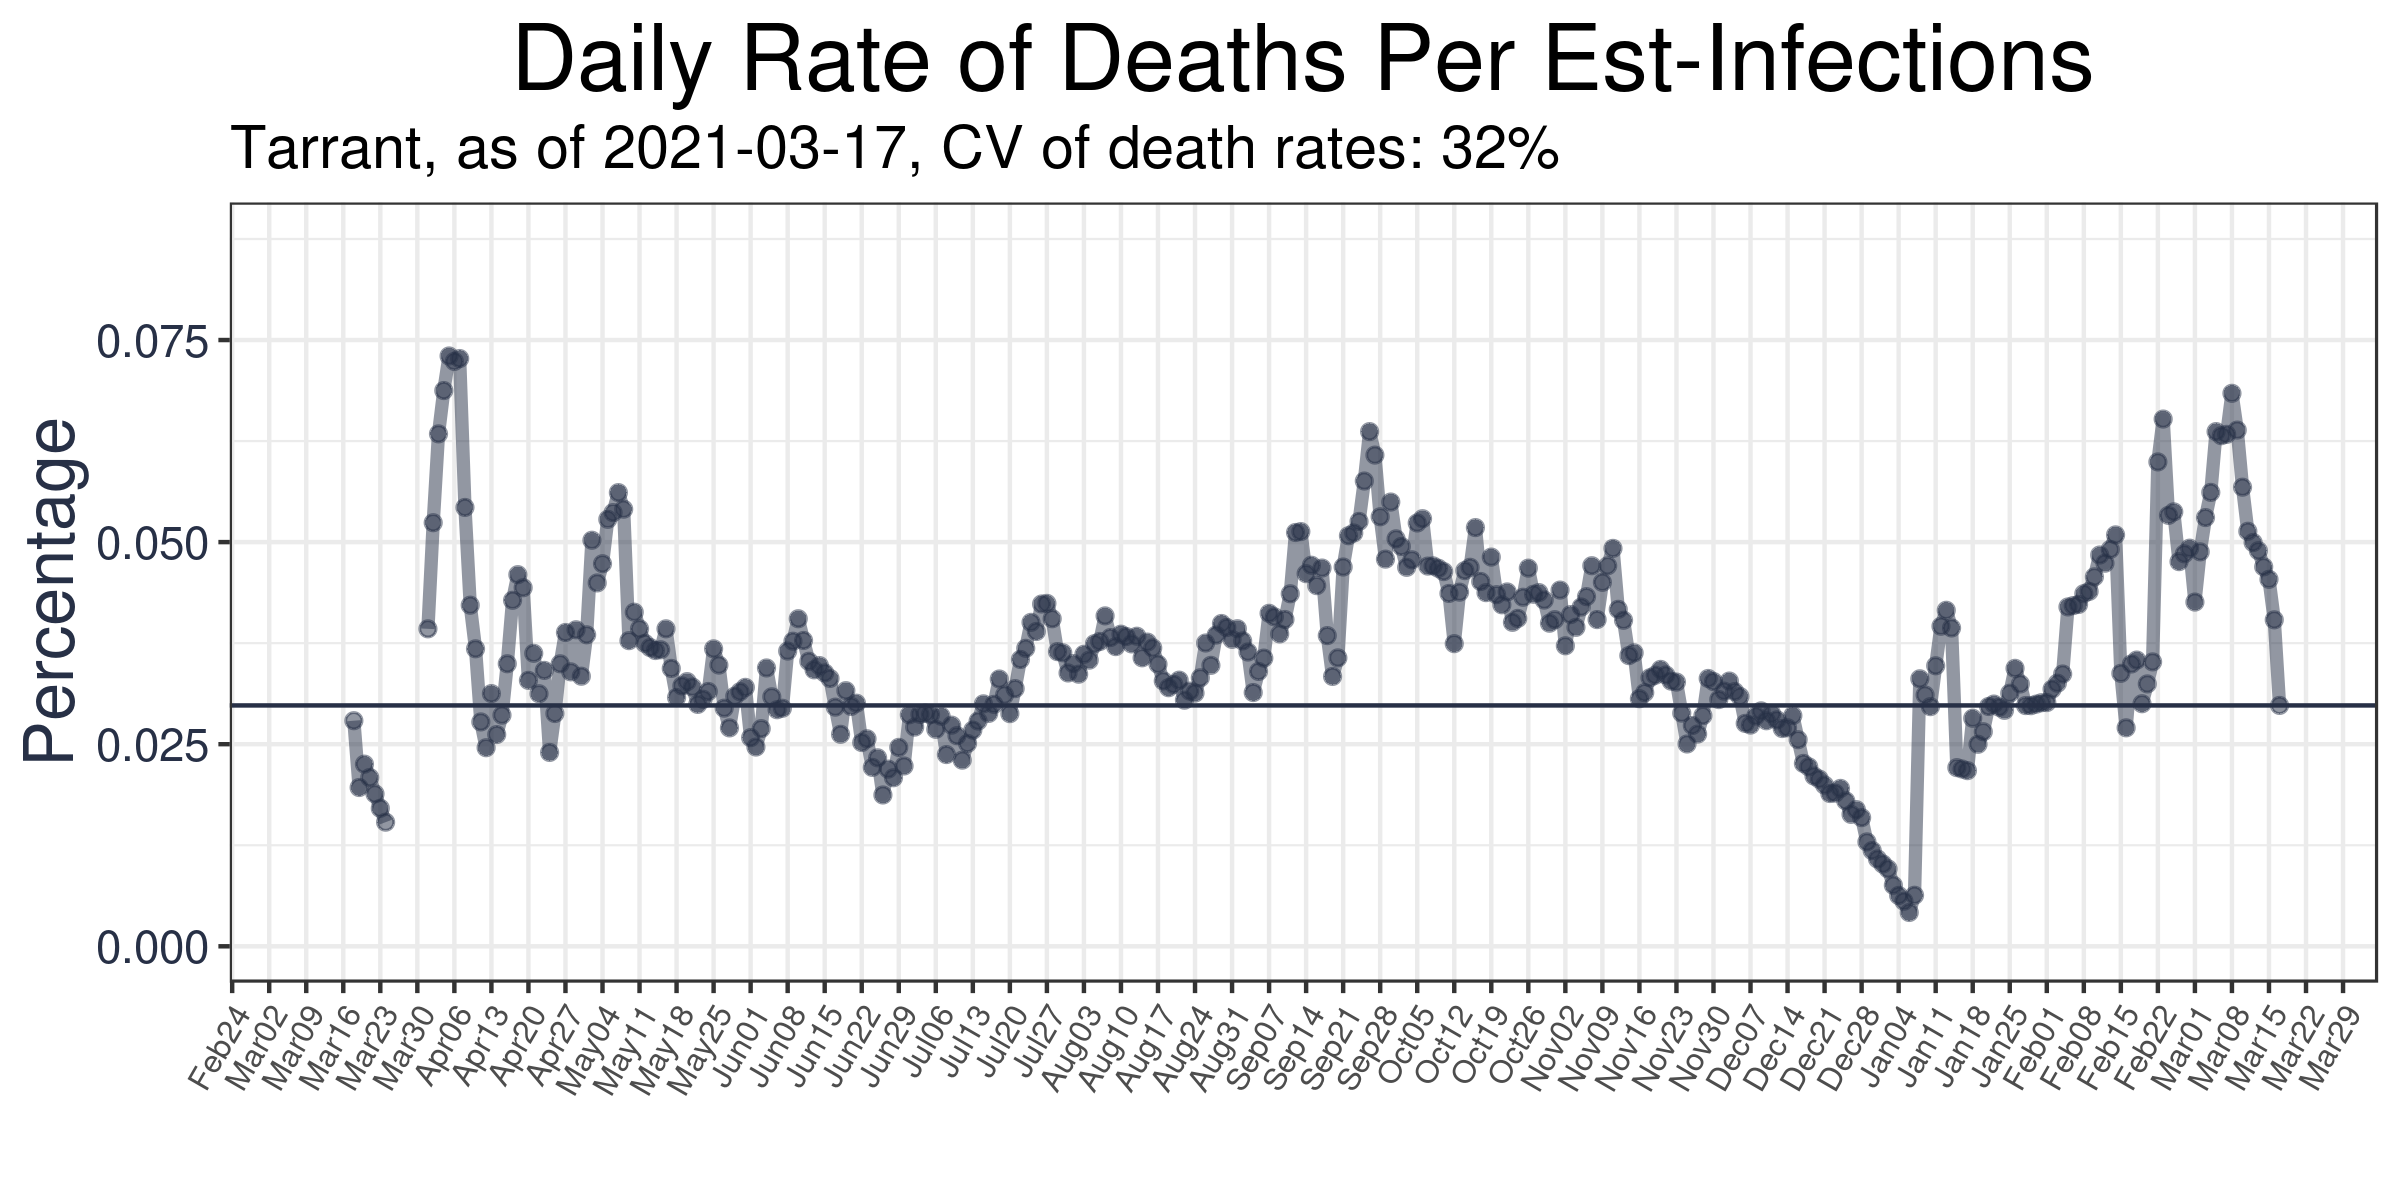 Daily Rate of Deaths Per Est-Infections
Tarrant, as of 2021-03-17, CV of death rates: 32%
Percentage
0.075
0.050
0.025
0.000
Feb24
Mar02
Mar09
Mar16
Mar23
Mar30
Apr06
Apr13
Apr20
Apr27
May04
May11
May18
May25
Jun01
Jun08
Jun15
Jun22
Jun29
Jul06
Jul13
Jul20
Jul27
Aug03
Aug10
Aug17
Aug24
Aug31
Sep07
Sep14
Sep21
Sep28
Oct05
Oct12
Oct19
Oct26
Nov02
Nov09
Nov16
Nov23
Nov30
Dec07
Dec14
Dec21
Dec28
Jan04
Jan11
Jan18
Jan25
Feb01
Feb08
Feb15
Feb22
Mar01
Mar08
Mar15
Mar22
Mar29